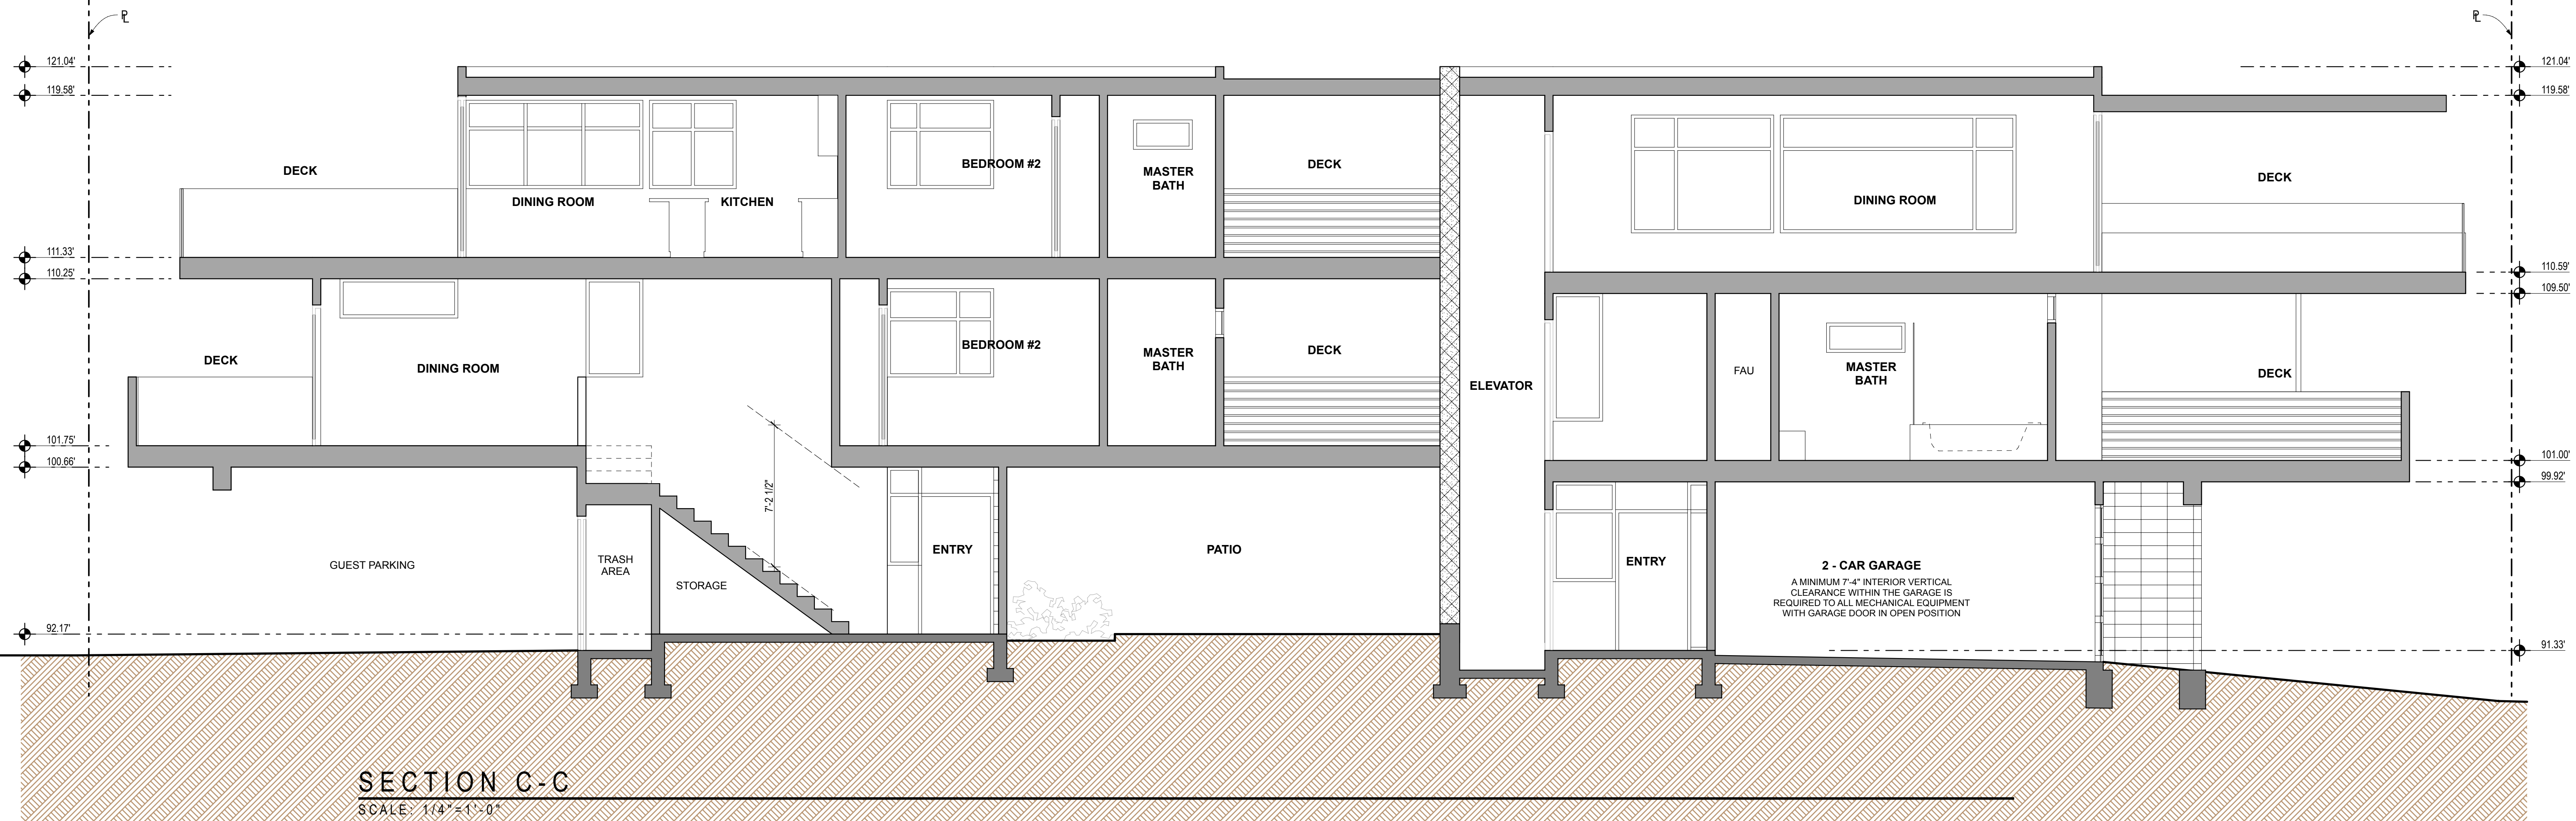 PL
PL
121.04'
121.04'
119.58'
119.58'
DECK
DINING ROOM
KITCHEN
BEDROOM #2
MASTER
BATH
DECK
DINING ROOM
DECK
111.33'
110.25'
110.59'
109.50'
DECK
DINING ROOM
BEDROOM #2
MASTER
BATH
DECK
ELEVATOR
FAU
MASTER
BATH
DECK
101.75'
100.66'
101.00'
99.92'
7'-2 1/2"
GUEST PARKING
TRASH
AREA
STORAGE
ENTRY
PATIO
ENTRY
2 - CAR GARAGE
A MINIMUM 7'-4" INTERIOR VERTICAL
CLEARANCE WITHIN THE GARAGE IS
REQUIRED TO ALL MECHANICAL EQUIPMENT
WITH GARAGE DOOR IN OPEN POSITION
92.17'
91.33'
SECTION C-C
SCALE: 1/4"=1'-0"